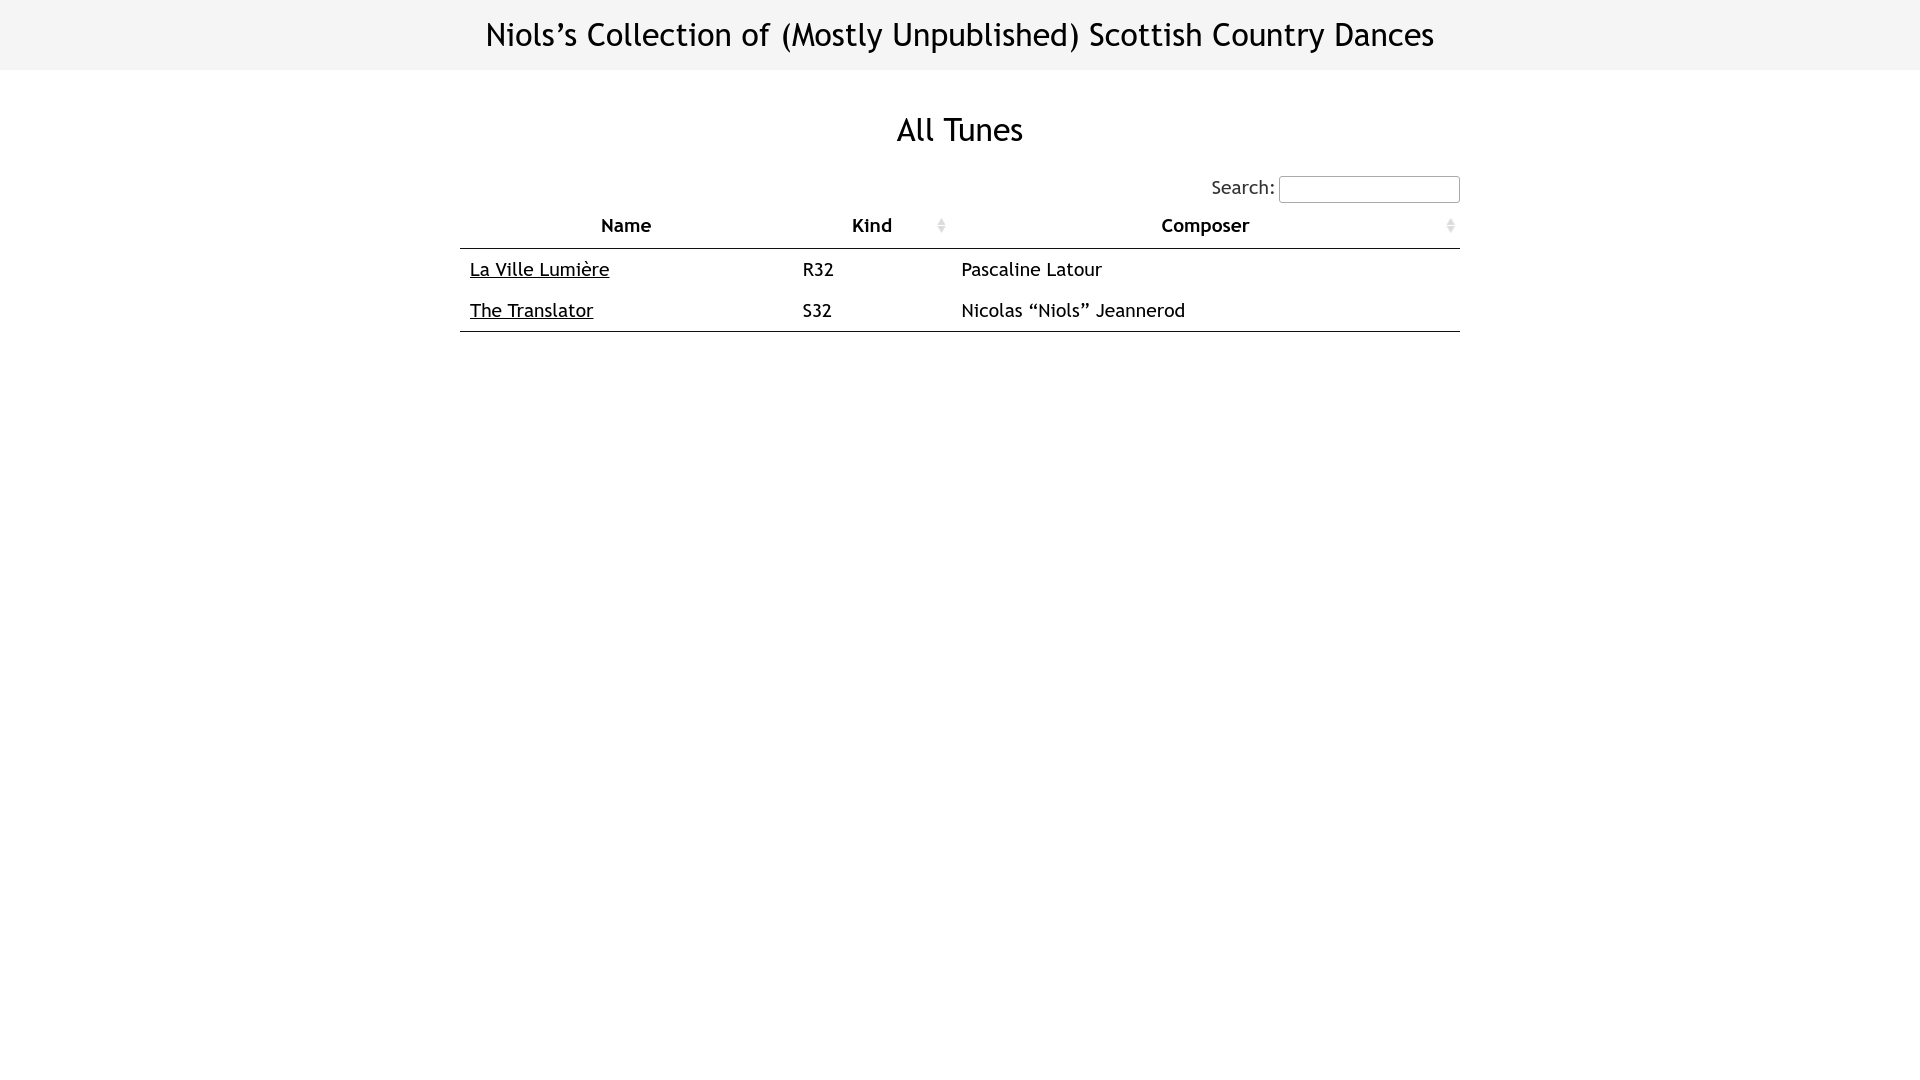 Niols’s Collection of (Mostly Unpublished) Scottish Country Dances
All Tunes
Search:
Name Kind Composer
La Ville Lumière R32 Pascaline Latour
The Translator S32 Nicolas “Niols” Jeannerod